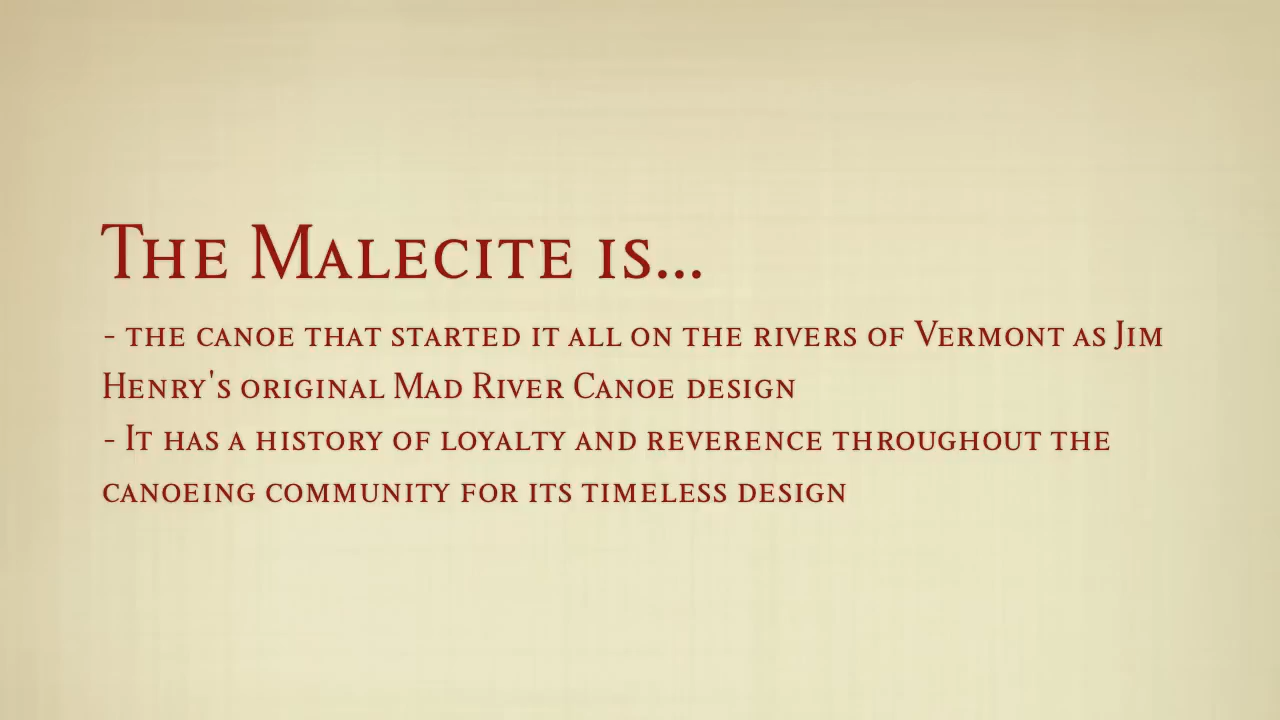 The Malecite is...
- the canoe that started it all on the rivers of Vermont as Jim
Henry's original Mad River Canoe design
- It has a history of loyalty and reverence throughout the
canoeing community for its timeless design